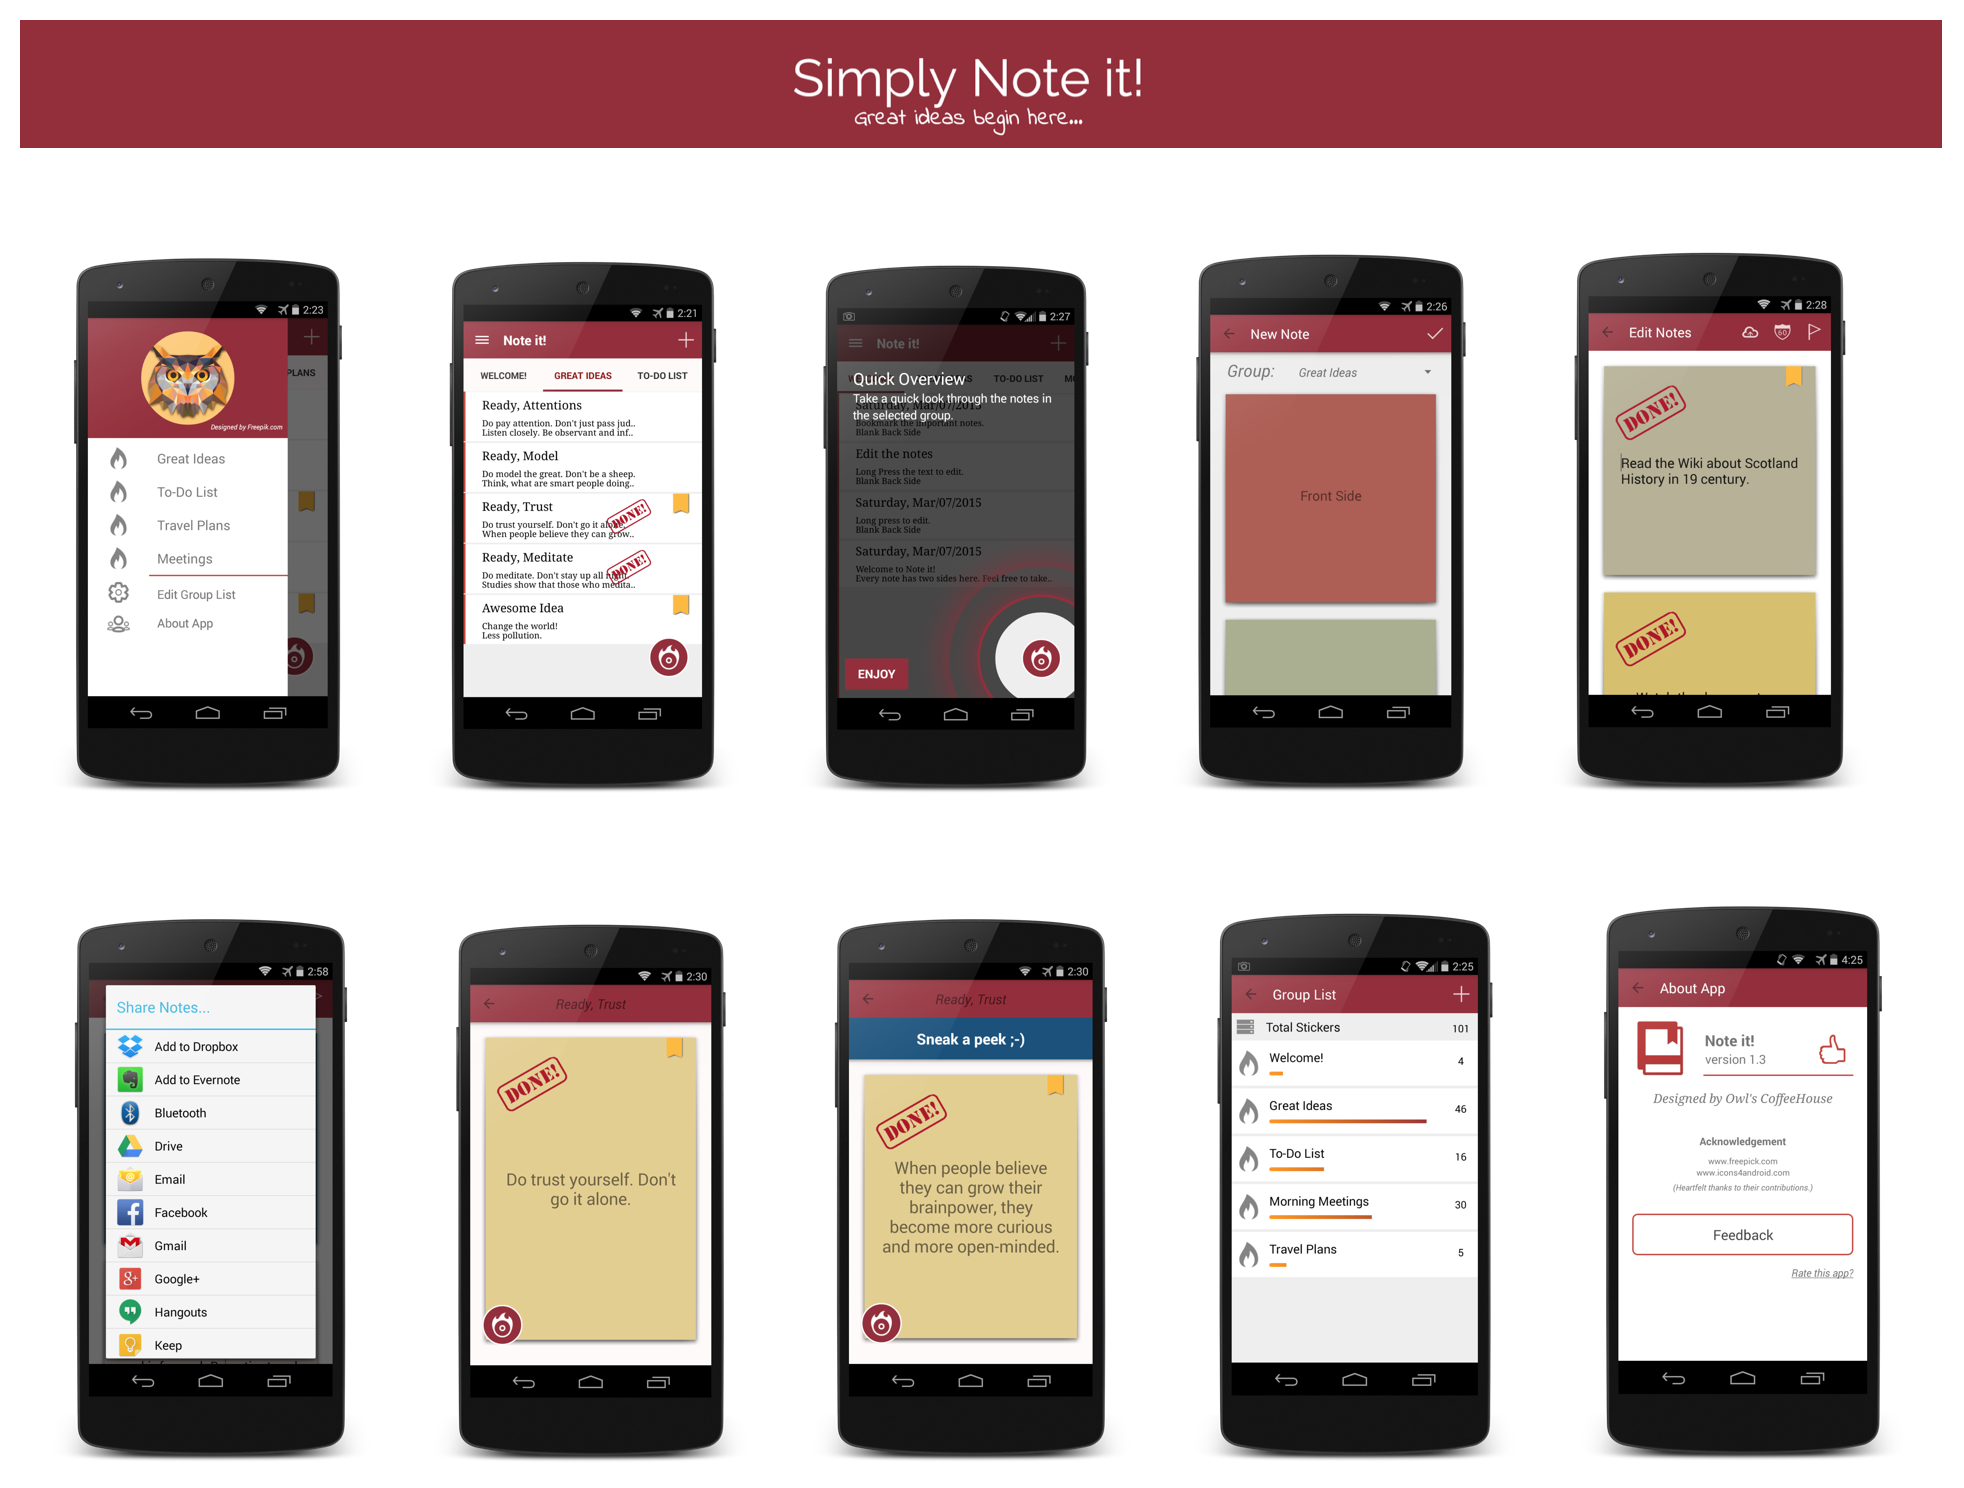 Simply Note it!
Great ideas begin here...
2:23
PLANS
Designed by Freepik.com
Great Ideas
To-Do List
Travel Plans
Meetings
Edit Group List
About App
2:21
Note it!
WELCOME! GREAT IDEAS TO-DO LIST
Ready, Attentions
Do pay attention. Don't just pass jud..
Listen closely. Be observant and inf..
Ready, Model
Do model the great. Don't be a sheep.
Think, what are smart people doing..
Ready, Trust
Do trust yourself. Don't go it alone.
When people believe they can grow..
DONE!
Ready, Meditate
Do meditate. Don't stay up all night.
Studies show that those who medita..
DONE!
Awesome Idea
Change the world!
Less pollution.
2:27
Note it!
TO-DO LIST
Quick Overview
Take a quick look through the notes in
the selected group.
Saturday, Mar/07/2015
Bookmark the important notes.
Blank Back Side
Edit the notes
Long Press the text to edit.
Blank Back Side
Saturday, Mar/07/2015
Long press to edit.
Blank Back Side
Saturday, Mar/07/2015
Welcome to Note it!
Every note has two sides here. Feel free to take..
ENJOY
2:26
New Note
Group: Great Ideas
Front Side
2:28
Edit Notes
60
DONE!
Read the Wiki about Scotland
History in 19 century.
DONE!
2:58
Share Notes...
Add to Dropbox
Add to Evernote
Bluetooth
Drive
Email
Facebook
Gmail
Google+
Hangouts
Keep
2:30
Ready, Trust
DONE!
Do trust yourself. Don't
go it alone.
2:30
Ready, Trust
Sneak a peek ;-)
DONE!
When people believe
they can grow their
brainpower, they
become more curious
and more open-minded.
2:25
Group List
Total Stickers 101
Welcome! 4
Great Ideas 46
To-Do List 16
Morning Meetings 30
Travel Plans 5
4:25
About App
Note it!
version 1.3
Designed by Owl's CoffeeHouse
Acknowledgement
www.freepick.com
www.icons4android.com
(Heartfelt thanks to their contributions.)
Feedback
Rate this app?